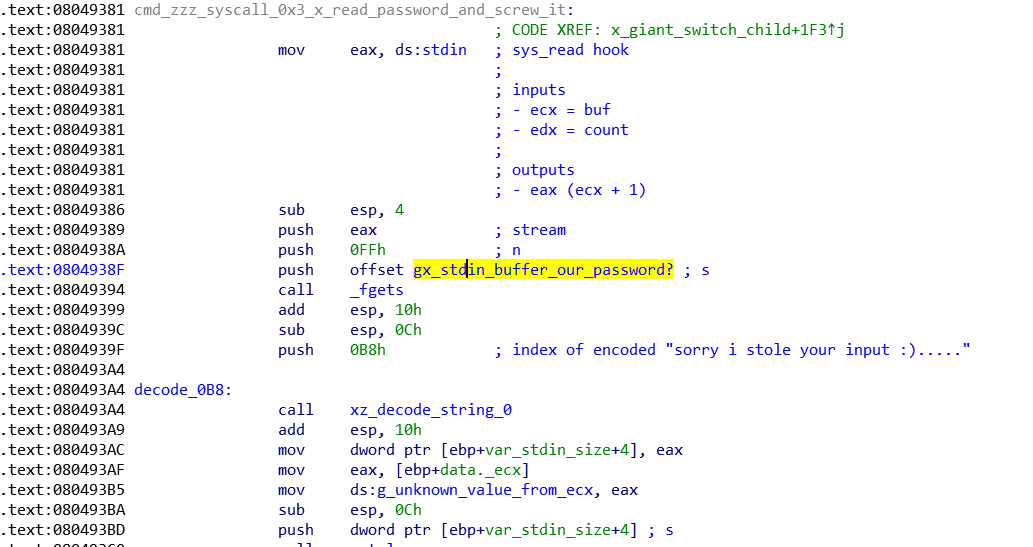 .text:08049381 cmd_zzz_syscall_0x3_x_read_password_and_screw_it:
.text:08049381 ; CODE XREF: x_giant_switch_child+1F3↑j
.text:08049381 mov eax, ds:stdin ; sys_read hook
.text:08049381 ;
.text:08049381 ; inputs
.text:08049381 ; - ecx = buf
.text:08049381 ; - edx = count
.text:08049381 ;
.text:08049381 ; outputs
.text:08049381 ; - eax (ecx + 1)
.text:08049386 sub esp, 4
.text:08049389 push eax ; stream
.text:0804938A push 0FFh ; n
.text:0804938F push offset gx_stdin_buffer_our_password? ; s
.text:08049394 call _fgets
.text:08049399 add esp, 10h
.text:0804939C sub esp, 0Ch
.text:0804939F push 0B8h ; index of encoded "sorry i stole your input :)....."
.text:080493A4
.text:080493A4 decode_0B8:
.text:080493A4 call xz_decode_string_0
.text:080493A9 add esp, 10h
.text:080493AC mov dword ptr [ebp+var_stdin_size+4], eax
.text:080493AF mov eax, [ebp+data._ecx]
.text:080493B5 mov ds:g_unknown_value_from_ecx, eax
.text:080493BA sub esp, 0Ch
.text:080493BD push dword ptr [ebp+var_stdin_size+4] ; s